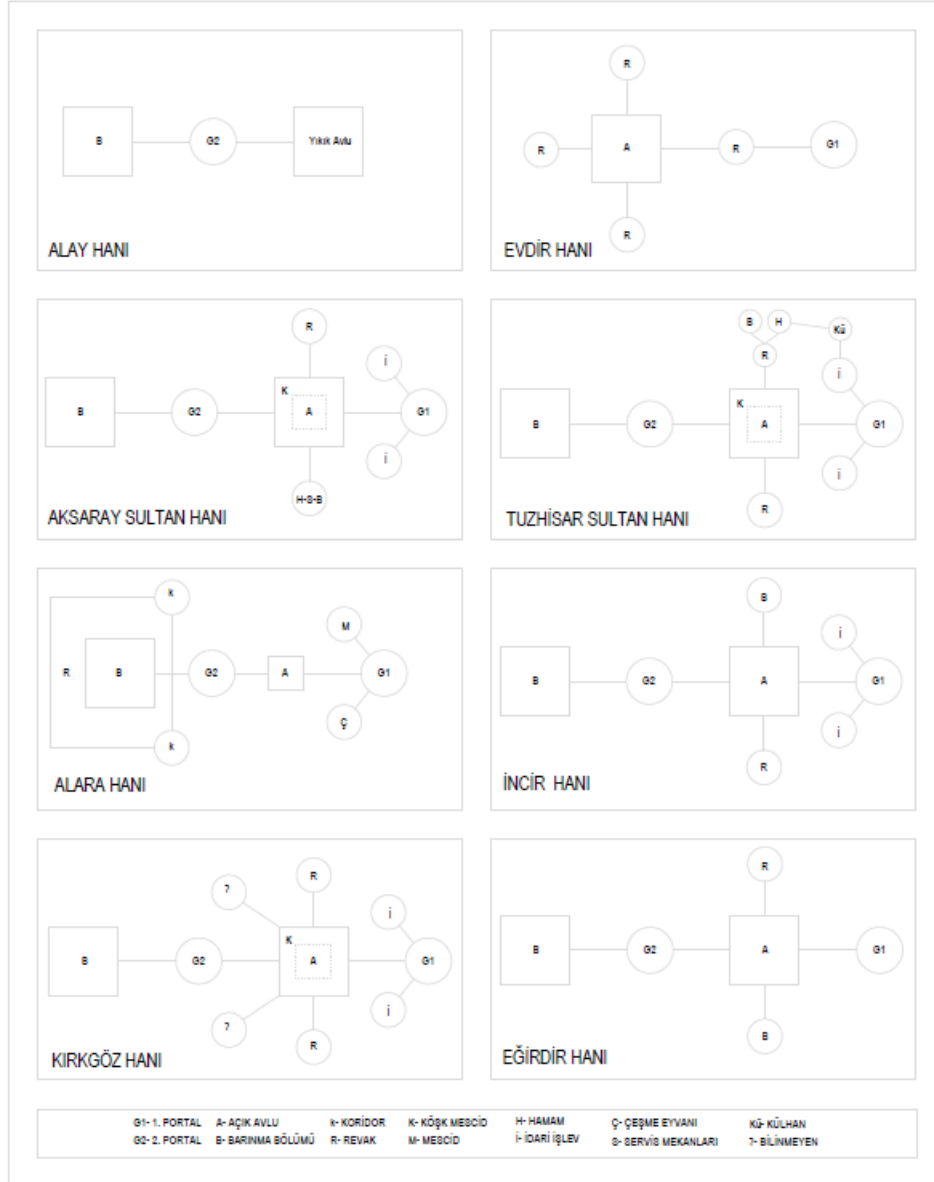 B
G2
Yıkık Avlu
ALAY HANI
R
R
A
R
G1
R
EVDİR HANI
R
İ
K
B
G2
A
G1
İ
H-S-B
AKSARAY SULTAN HANI
B
H
Kü
R
İ
K
B
G2
A
G1
İ
R
TUZHİSAR SULTAN HANI
k
M
R
B
G2
A
G1
Ç
k
ALARA HANI
B
İ
B
G2
A
G1
İ
R
İNCİR HANI
R
?
İ
K
B
G2
A
G1
İ
?
R
KIRKGÖZ HANI
R
B
G2
A
G1
B
EĞİRDİR HANI
G1- 1. PORTAL A- AÇIK AVLU k- KORİDOR K- KÖŞK MESCİD H- HAMAM Ç- ÇEŞME EYVANI Kü- KÜLHAN
G2- 2. PORTAL B- BARINMA BÖLÜMÜ R- REVAK M- MESCİD İ- İDARİ İŞLEV S- SERVİS MEKANLARI ?- BİLİNMEYEN